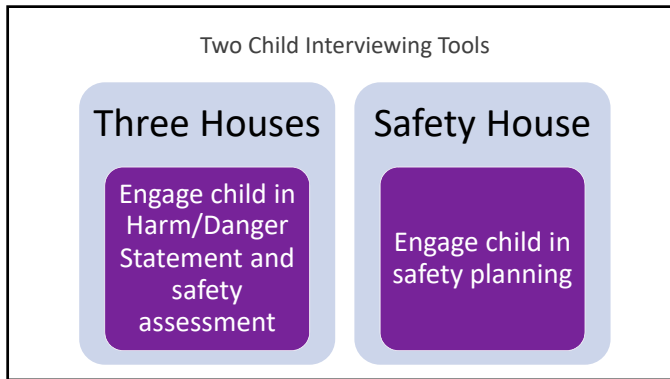 Two Child Interviewing Tools
Three Houses
Engage child in
Harm/Danger
Statement and
safety
assessment
Safety House
Engage child in
safety planning